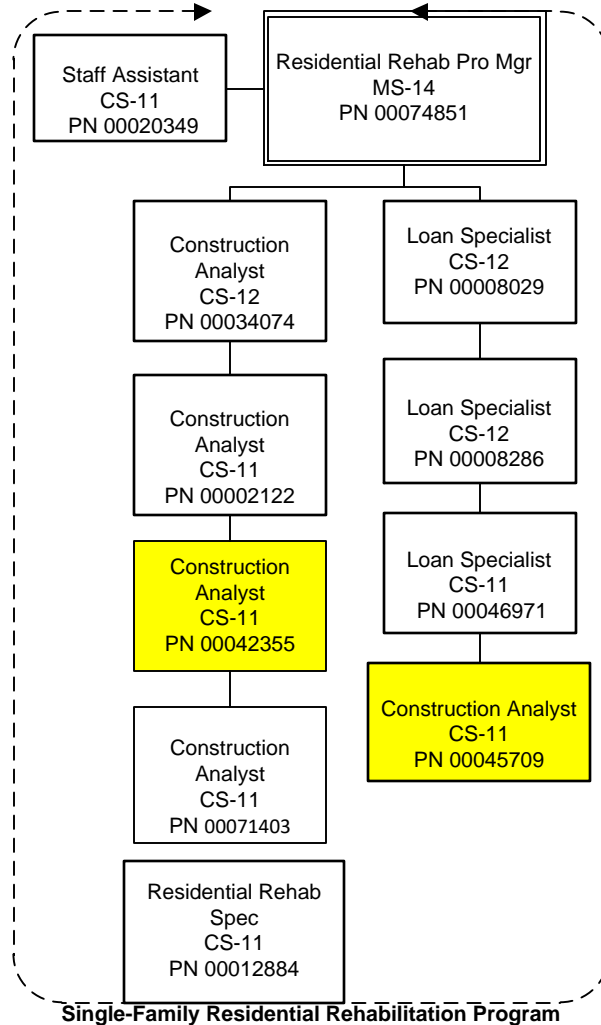 Staff Assistant
CS-11
PN 00020349
Residential Rehab Pro Mgr
MS-14
PN 00074851
Construction
Analyst
CS-12
PN 00034074
Loan Specialist
CS-12
PN 00008029
Construction
Analyst
CS-11
PN 00002122
Loan Specialist
CS-12
PN 00008286
Construction
Analyst
CS-11
PN 00042355
Loan Specialist
CS-11
PN 00046971
Construction
Analyst
CS-11
PN 00071403
Construction Analyst
CS-11
PN 00045709
Residential Rehab
Spec
CS-11
PN 00012884
Single-Family Residential Rehabilitation Program